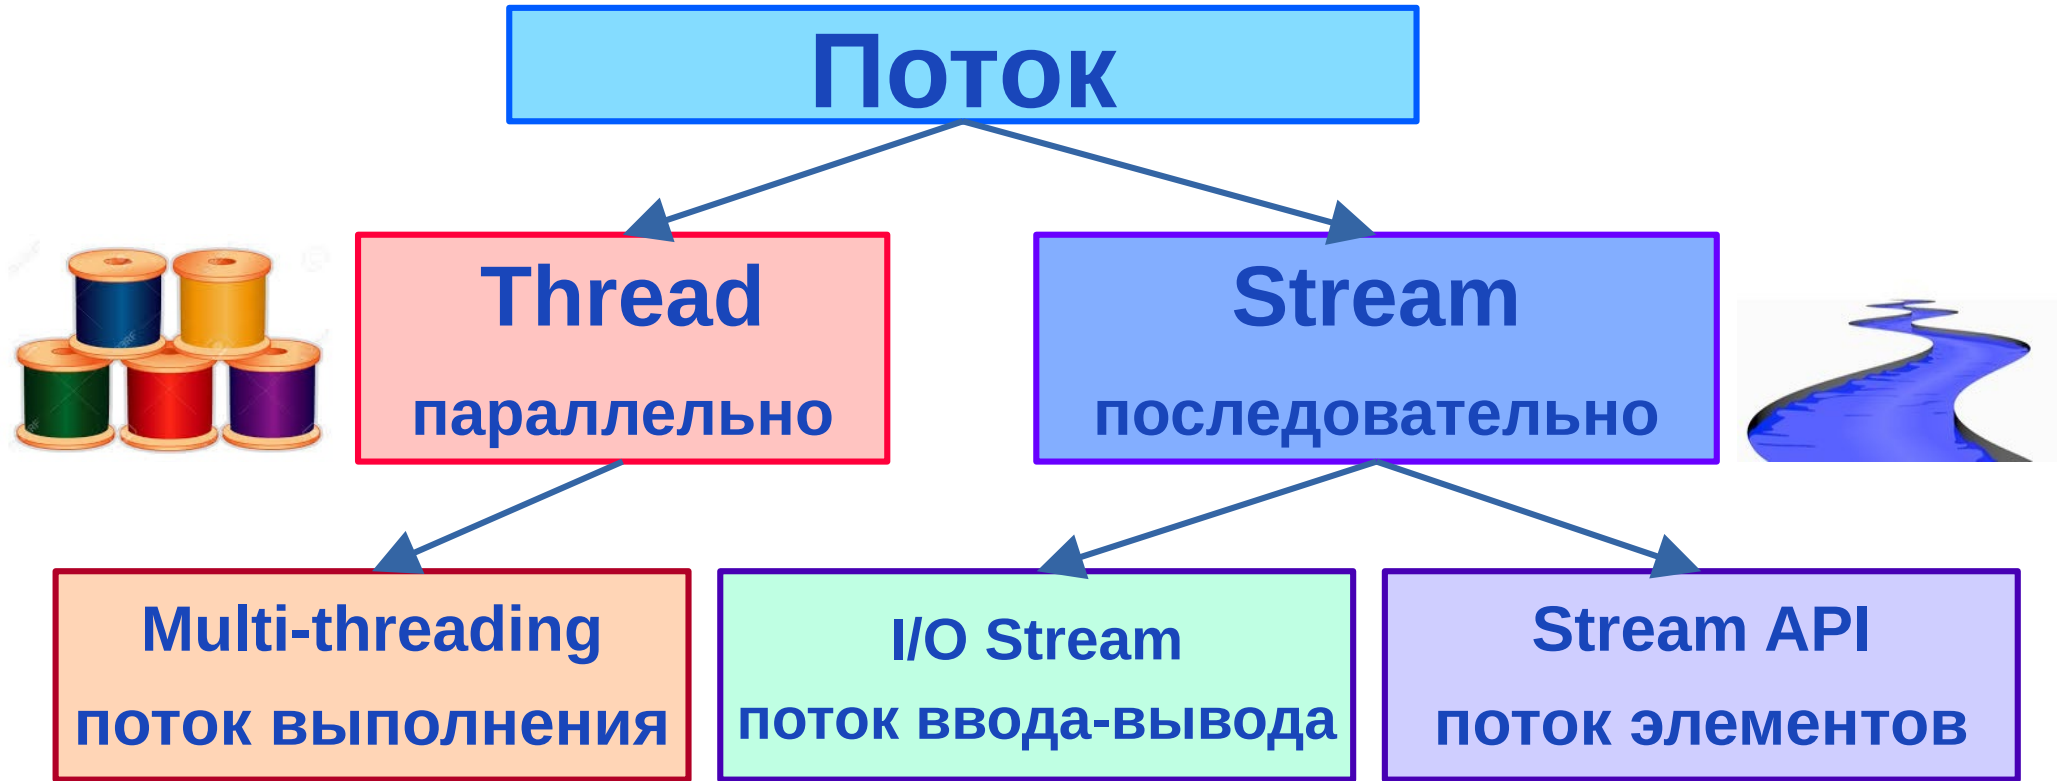 Поток
Thread
параллельно
Stream
последовательно
Multi-threading
поток выполнения
I/O Stream
поток ввода-вывода
Stream API
поток элементов